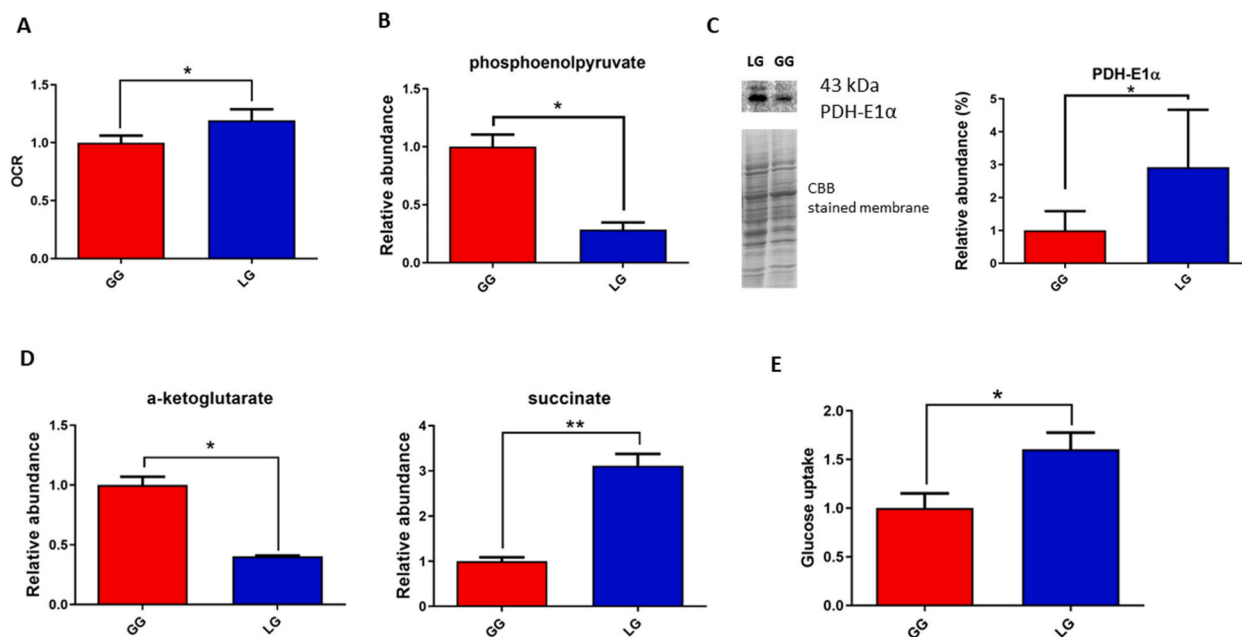 A
OCR
1.5
1.0
0.5
0.0
*
GG
LG
B
phosphoenolpyruvate
Relative abundance
1.5
1.0
0.5
0.0
*
GG
LG
C
LG GG
43 kDa
PDH-E1α
CBB
stained membrane
PDH-E1α
Relative abundance (%)
5
4
3
2
1
0
*
GG
LG
D
a-ketoglutarate
Relative abundance
1.5
1.0
0.5
0.0
*
GG
LG
succinate
Relative abundance
4
3
2
1
0
**
GG
LG
E
Glucose uptake
2.0
1.5
1.0
0.5
0.0
*
GG
LG